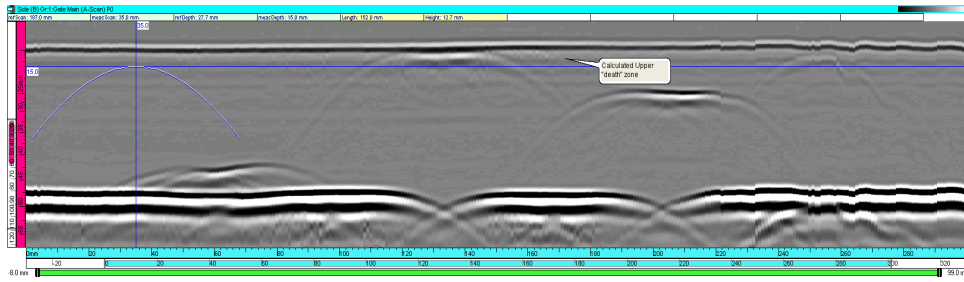 Side (B) Gr:1:Gate Main (A-Scan) P0
refScan: 187.0 mm measScan: 35.0 mm refDepth: 27.7 mm measDepth: 15.0 mm Length: 152.0 mm Height: 12.7 mm
35.0
15.0
Calculated Upper
"death" zone
0mm 20 40 60 80 100 120 140 160 180 200 220 240 260 280 300
-20 0 20 40 60 80 100 120 140 160 180 200 220 240 260 280 300 320
-8.0 mm 99.0 m